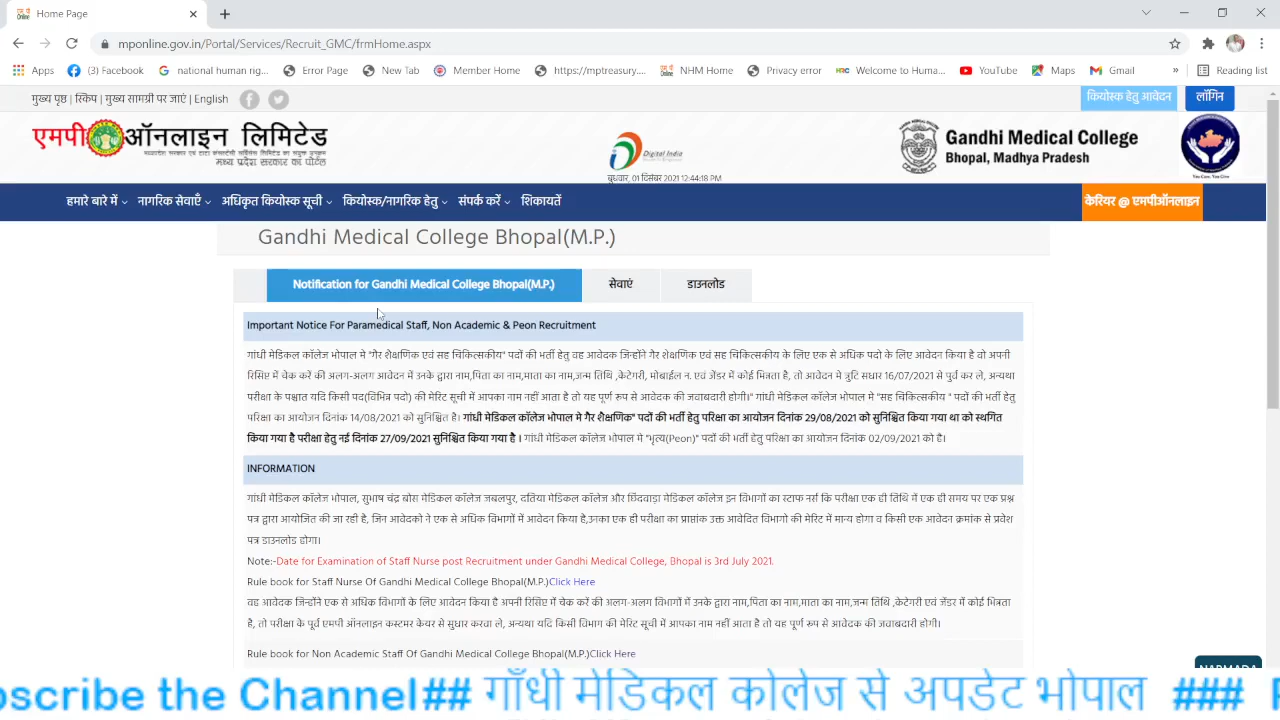 Home Page
mponline.gov.in/Portal/Services/Recruit_GMC/frmHome.aspx
Apps (3) Facebook national human rig... Error Page New Tab Member Home https://mptreasury.... NHM Home Privacy error Welcome to Huma... YouTube Maps Gmail » Reading list
मुख्य पृष्ठ | स्किप | मुख्य सामग्री पर जाएं | English
कियोस्क हेतु आवेदन लॉगिन
एमपी ऑनलाइन लिमिटेड
मध्य प्रदेश सरकार का पोर्टल
Digital India
बुधवार, 01 दिसंबर 2021 12:44:18 PM
Gandhi Medical College
Bhopal, Madhya Pradesh
हमारे बारे में नागरिक सेवाएँ अधिकृत कियोस्क सूची कियोस्क/नागरिक हेतु संपर्क करें शिकायतें
केरियर @ एमपीऑनलाइन
Gandhi Medical College Bhopal(M.P.)
Notification for Gandhi Medical College Bhopal(M.P.) सेवाएं डाउनलोड
Important Notice For Paramedical Staff, Non Academic & Peon Recruitment
गांधी मेडिकल कॉलेज भोपाल मे "गैर शैक्षणिक एवं सह चिकित्सकीय" पदों की भर्ती हेतु वह आवेदक जिन्होंने गैर शेक्षणिक एवं सह चिकित्सकीय के लिए एक से अधिक पदो के लिए आवेदन किया है वो अपनी
रिसिप्ट में चेक करें की अलग-अलग आवेदन में उनके द्वारा नाम,पिता का नाम,माता का नाम,जन्म तिथि ,केटेगरी, मोबाईल न. एवं जेंडर में कोई भिन्नता है, तो आवेदन मे त्रुटि सधार 16/07/2021 से पुर्व कर ले, अन्यथा
परीक्षा के पश्चात यदि किसी पद(विभिन्न पदो) की मेरिट सूची में आपका नाम नहीं आता है तो यह पूर्ण रूप से आवेदक की जवाबदारी होगी।" गांधी मेडिकल कॉलेज भोपाल मे "सह चिकित्सकीय " पदों की भर्ती हेतु
परिक्षा का आयोजन दिनांक 14/08/2021 को सुनिश्चित है। गांधी मेडिकल कॉलेज भोपाल मे गैर शैक्षणिक" पदों की भर्ती हेतु परिक्षा का आयोजन दिनांक 29/08/2021 को सुनिश्चित किया गया था को स्थगित
किया गया है परीक्षा हेतु नई दिनांक 27/09/2021 सुनिश्चित किया गया है । गांधी मेडिकल कॉलेज भोपाल मे "भृत्य(Peon)" पदों की भर्ती हेतु परिक्षा का आयोजन दिनांक 02/09/2021 को है।
INFORMATION
गांधी मेडिकल कॉलेज भोपाल, सुभाष चंद्र बोस मेडिकल कॉलेज जबलपुर, दतिया मेडिकल कॉलेज और छिंदवाड़ा मेडिकल कॉलेज इन विभागों का स्टाफ नर्स कि परीक्षा एक ही तिथि में एक ही समय पर एक प्रश्न
पत्र द्वारा आयोजित की जा रही है, जिन आवेदको ने एक से अधिक विभागों में आवेदन किया है,उनका एक ही परीक्षा का प्राप्तांक उक्त आवेदित विभागो की मेरिट में मान्य होगा व किसी एक आवेदन क्रमांक से प्रवेश
पत्र डाउनलोड होगा।
Note:-Date for Examination of Staff Nurse post Recruitment under Gandhi Medical College, Bhopal is 3rd July 2021.
Rule book for Staff Nurse Of Gandhi Medical College Bhopal(M.P.)Click Here
वह आवेदक जिन्होंने एक से अधिक विभागों के लिए आवेदन किया है अपनी रिसिप्ट में चेक करें की अलग-अलग विभागों में उनके द्वारा नाम,पिता का नाम,माता का नाम,जन्म तिथि ,केटेगरी एवं जेंडर में कोई भिन्नता
है, तो परीक्षा के पूर्व एमपी ऑनलाइन कस्टमर केयर से सुधार करवा ले, अन्यथा यदि किसी विभाग की मेरिट सूची में आपका नाम नहीं आता है तो यह पूर्ण रूप से आवेदक की जवाबदारी होगी।
Rule book for Non Academic Staff Of Gandhi Medical College Bhopal(M.P.)Click Here
bscribe the Channel## गाँधी मेडिकल कोलेज से अपडेट भोपाल ###